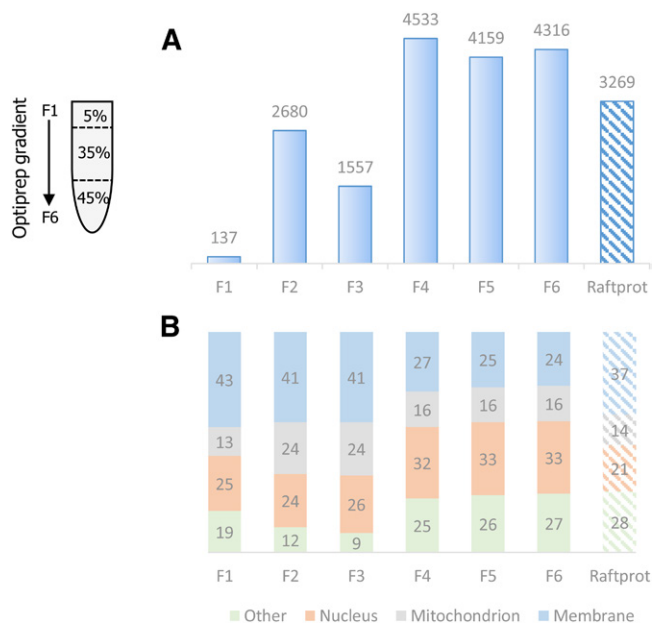 A
4533
4159
4316
3269
2680
1557
137
F1 F2 F3 F4 F5 F6 Raftprot
Optiprep gradient
F1
F6
5%
35%
45%
B
43 41 41 27 25 24 37
13 24 24 16 16 16 14
25 24 26 32 33 33 21
19 12 9 25 26 27 28
F1 F2 F3 F4 F5 F6 Raftprot
Other Nucleus Mitochondrion Membrane